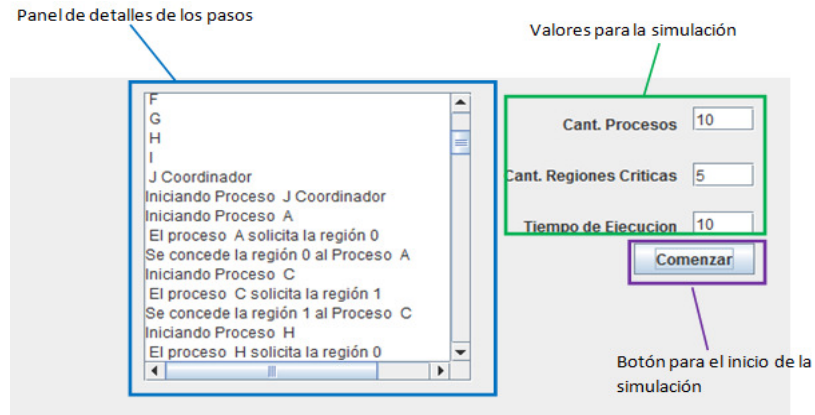 Panel de detalles de los pasos
Valores para la simulación
F
G
H
I
J Coordinador
Iniciando Proceso J Coordinador
Iniciando Proceso A
El proceso A solicita la región 0
Se concede la región 0 al Proceso A
Iniciando Proceso C
El proceso C solicita la región 1
Se concede la región 1 al Proceso C
Iniciando Proceso H
El proceso H solicita la región 0
Cant. Procesos 10
Cant. Regiones Criticas 5
Tiempo de Ejecucion 10
Comenzar
Botón para el inicio de la
simulación